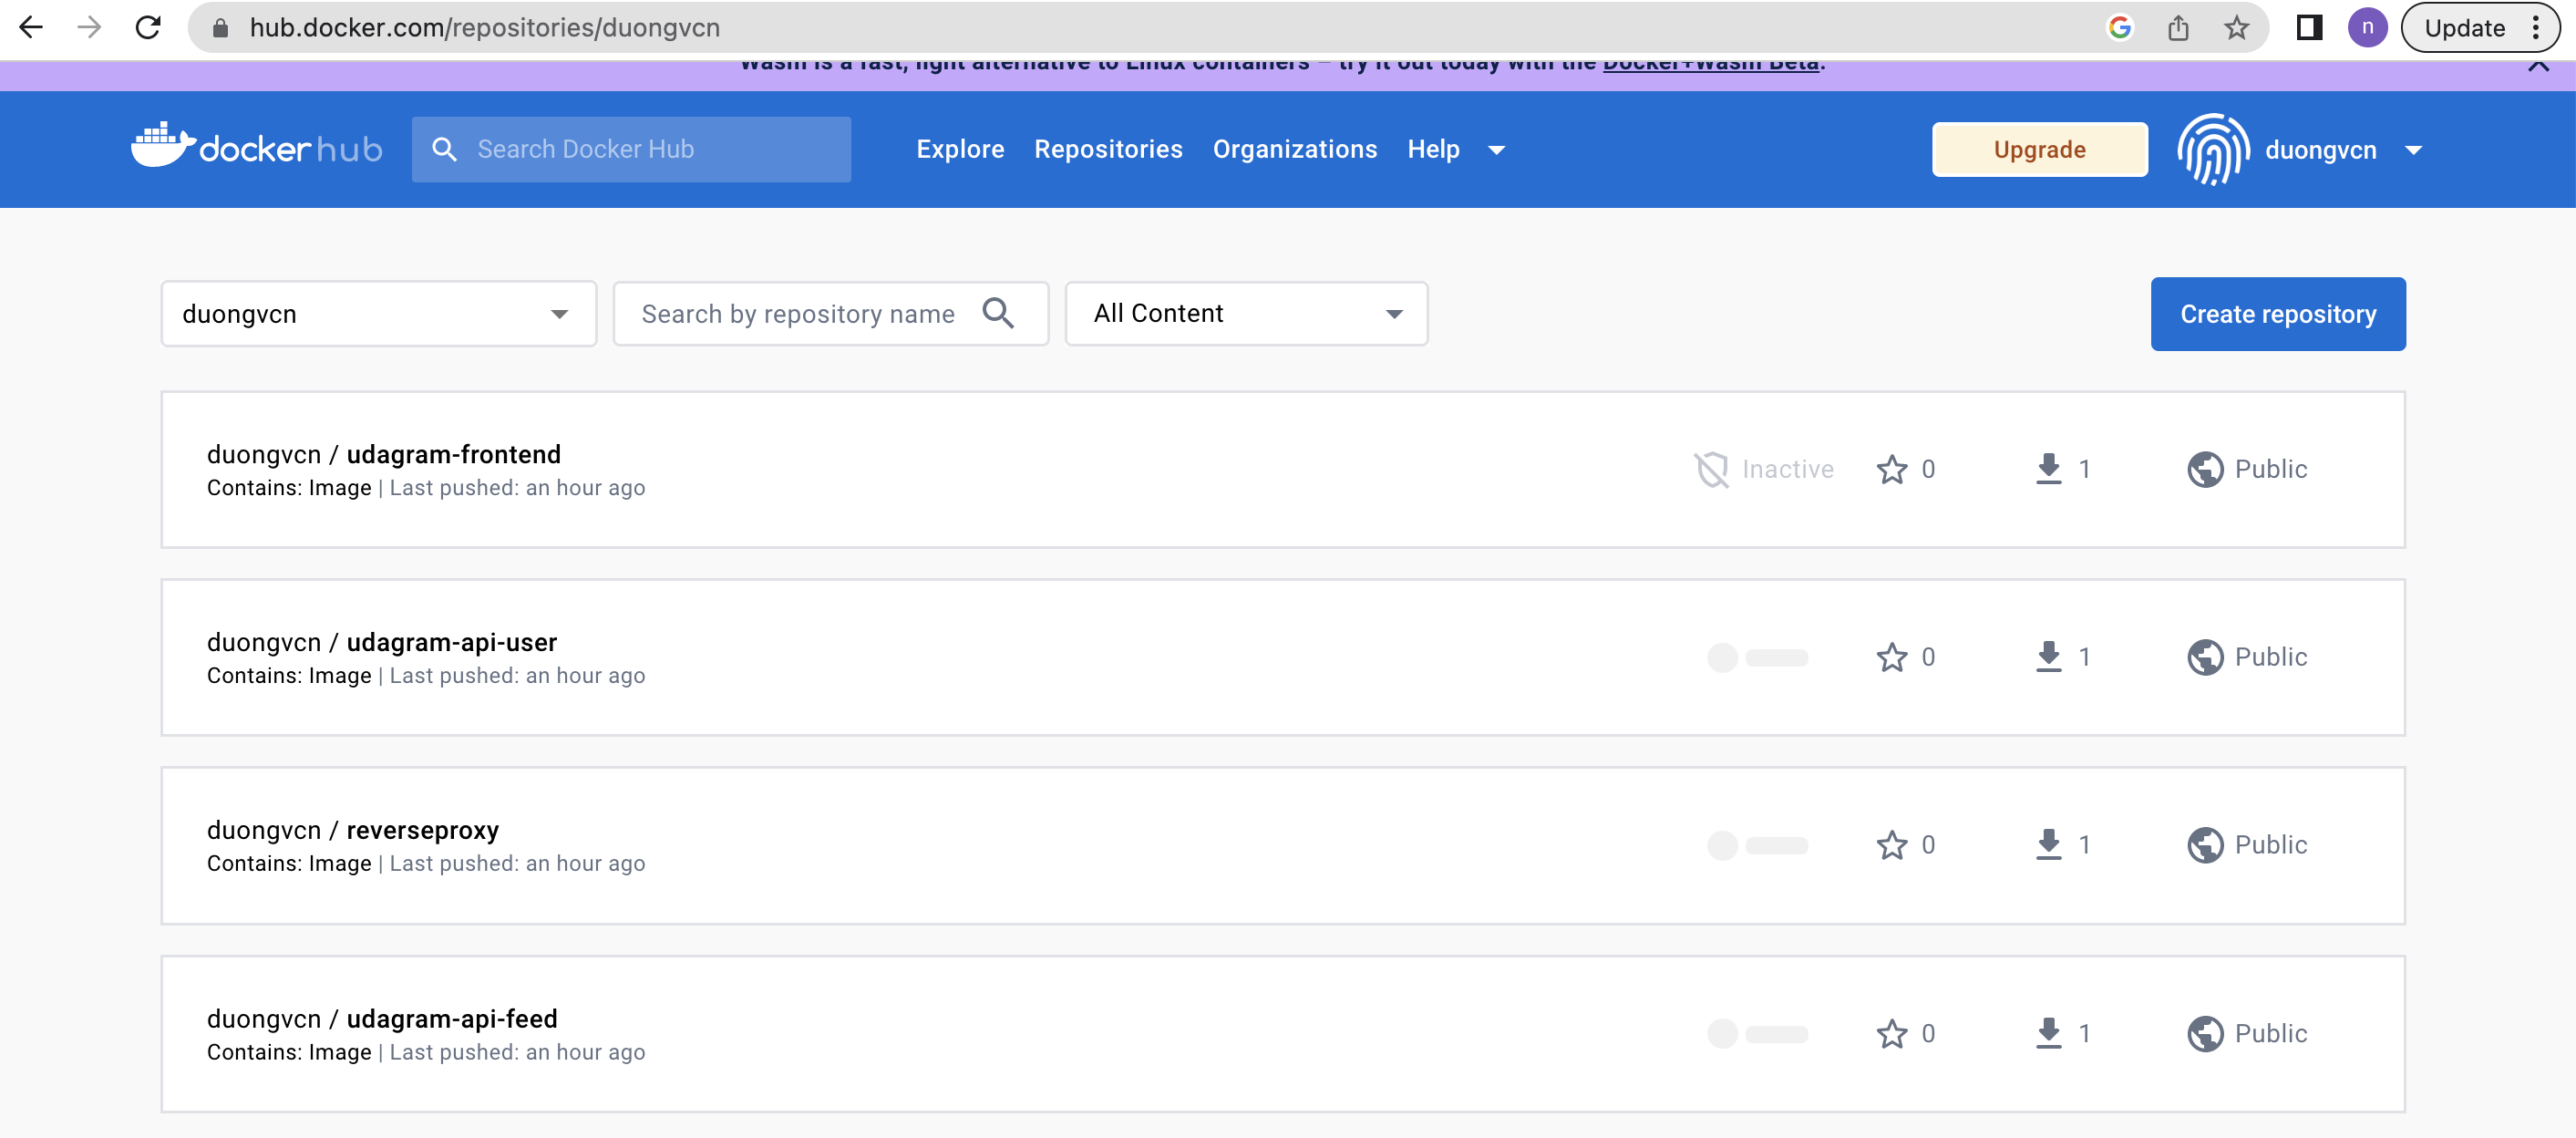 hub.docker.com/repositories/duongvcn
n
Update
Wasm is a fast, light alternative to Linux containers – try it out today with the Docker+Wasm Beta.
dockerhub
Search Docker Hub
Explore
Repositories
Organizations
Help
Upgrade
duongvcn
duongvcn
Search by repository name
All Content
Create repository
duongvcn / udagram-frontend
Contains: Image | Last pushed: an hour ago
Inactive
0
1
Public
duongvcn / udagram-api-user
Contains: Image | Last pushed: an hour ago
0
1
Public
duongvcn / reverseproxy
Contains: Image | Last pushed: an hour ago
0
1
Public
duongvcn / udagram-api-feed
Contains: Image | Last pushed: an hour ago
0
1
Public